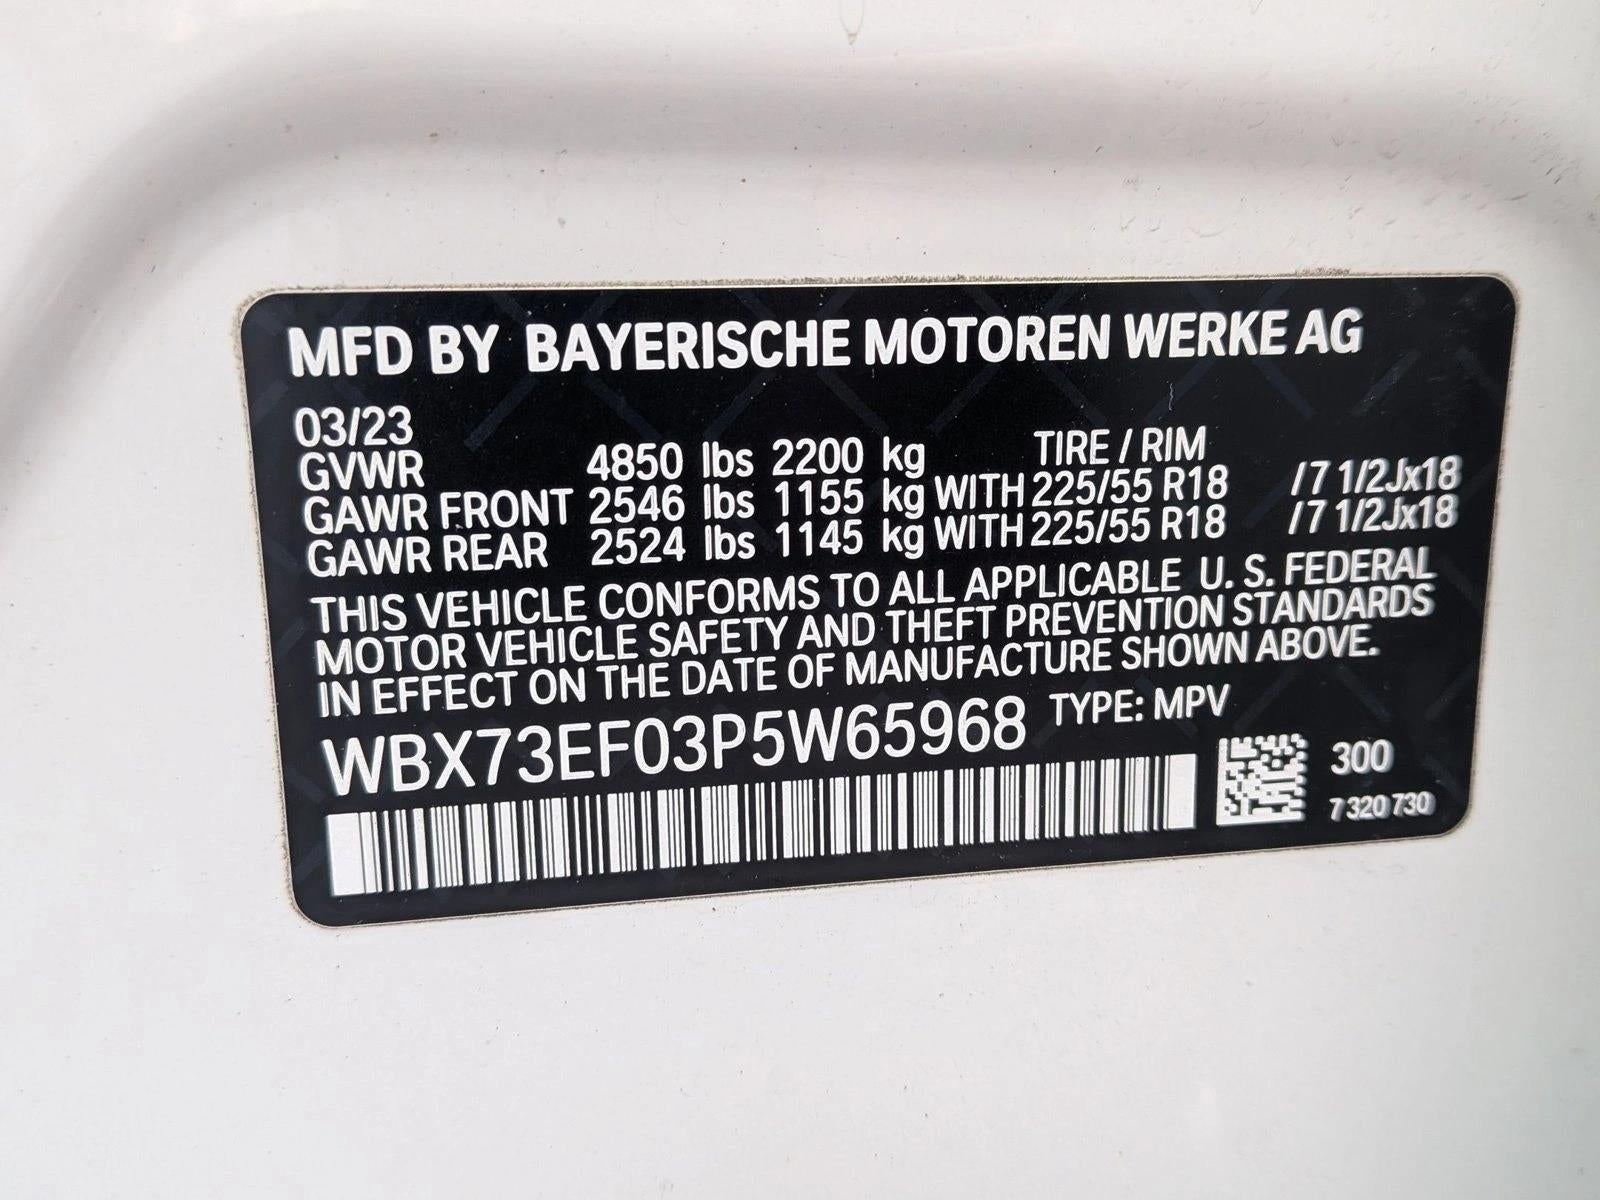 MFD BY BAYERISCHE MOTOREN WERKE AG
03/23
TIRE / RIM
GVWR 4850 lbs 2200 kg
GAWR FRONT 2546 lbs 1155 kg WITH 225/55 R18 /7 1/2Jx18
GAWR REAR 2524 lbs 1145 kg WITH 225/55 R18 /7 1/2Jx18
THIS VEHICLE CONFORMS TO ALL APPLICABLE U. S. FEDERAL
MOTOR VEHICLE SAFETY AND THEFT PREVENTION STANDARDS
IN EFFECT ON THE DATE OF MANUFACTURE SHOWN ABOVE.
WBX73EF03P5W65968 TYPE: MPV
300
7 320 730